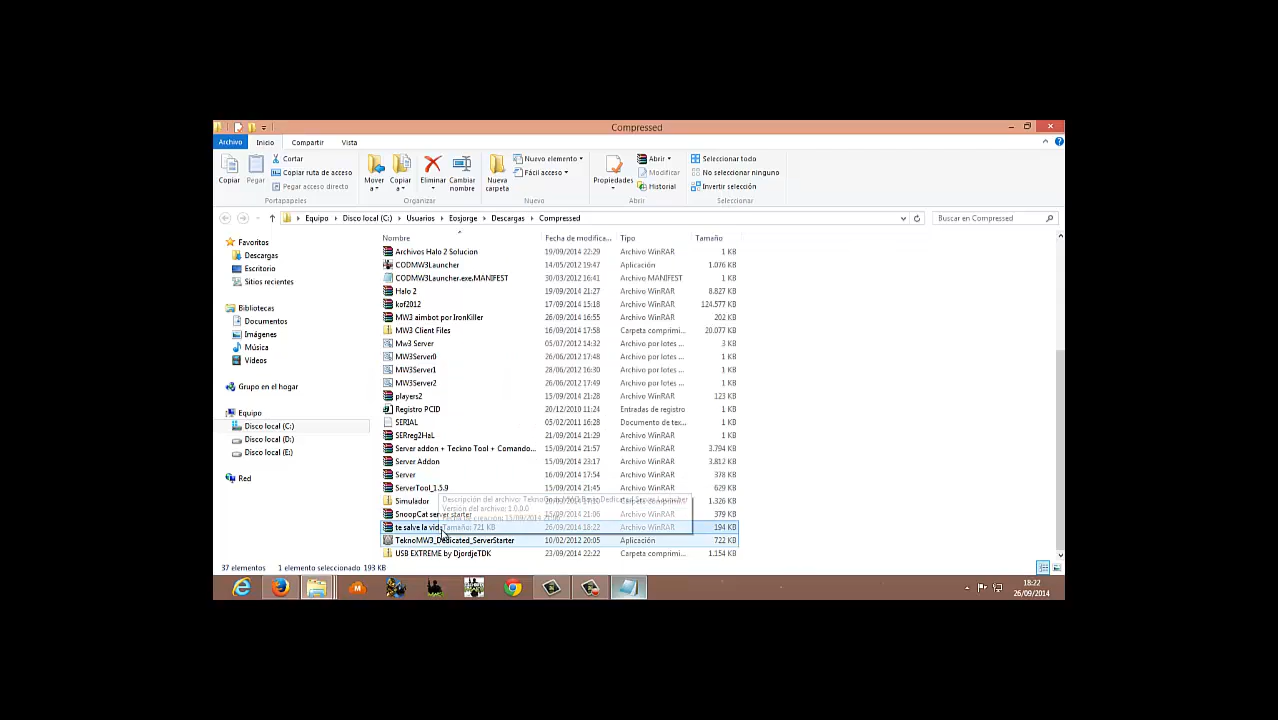 Compressed
Archivo Inicio Compartir Vista
Copiar
Pegar
Cortar
Copiar ruta de acceso
Pegar acceso directo
Portapapeles
Mover a
Copiar a
Eliminar
Cambiar nombre
Organizar
Nueva carpeta
Nuevo elemento
Fácil acceso
Nuevo
Propiedades
Abrir
Modificar
Historial
Abrir
Seleccionar todo
No seleccionar ninguno
Invertir selección
Seleccionar
Equipo Disco local (C:) Usuarios Eosjorge Descargas Compressed
Buscar en Compressed
Favoritos
Descargas
Escritorio
Sitios recientes
Bibliotecas
Documentos
Imágenes
Música
Vídeos
Grupo en el hogar
Equipo
Disco local (C:)
Disco local (D:)
Disco local (E:)
Red
Nombre Fecha de modifica... Tipo Tamaño
Archivos Halo 2 Solucion 19/09/2014 22:29 Archivo WinRAR 1 KB
CODMW3Launcher 14/05/2012 19:47 Aplicación 1.076 KB
CODMW3Launcher.exe.MANIFEST 30/03/2012 16:41 Archivo MANIFEST 1 KB
Halo 2 19/09/2014 21:27 Archivo WinRAR 8.827 KB
kof2012 17/09/2014 15:18 Archivo WinRAR 124.577 KB
MW3 aimbot por IronKiller 26/09/2014 16:55 Archivo WinRAR 202 KB
MW3 Client Files 16/09/2014 17:58 Carpeta comprimi... 20.077 KB
Mw3 Server 05/07/2012 14:32 Archivo por lotes ... 3 KB
MW3Server0 26/06/2012 17:48 Archivo por lotes ... 2 KB
MW3Server1 28/06/2012 16:30 Archivo por lotes ... 2 KB
MW3Server2 26/06/2012 17:49 Archivo por lotes ... 2 KB
players2 15/09/2014 21:28 Archivo WinRAR 123 KB
Registro PCID 20/12/2010 11:24 Entradas de registro 1 KB
SERIAL 05/02/2011 16:28 Documento de tex... 1 KB
SERreg2HaL 21/09/2014 21:29 Archivo WinRAR 1 KB
Server addon + Teckno Tool + Comando... 15/09/2014 21:57 Archivo WinRAR 3.794 KB
Server Addon 15/09/2014 23:17 Archivo WinRAR 3.812 KB
Server 16/09/2014 17:54 Archivo WinRAR 378 KB
ServerTool_1.5.9 15/09/2014 21:45 Archivo WinRAR 629 KB
Simulador Carpeta comprimi... 1.326 KB
SnoopCat server starter 15/09/2014 21:06 Archivo WinRAR 379 KB
te salve la vida 26/09/2014 18:22 Archivo WinRAR 194 KB
TeknoMW3_Dedicated_ServerStarter 10/02/2012 20:05 Aplicación 722 KB
USB EXTREME by DjordjeTDK 23/09/2014 22:22 Carpeta comprimi... 1.154 KB
Descripción del archivo:
Versión del archivo: 1.0.0.0
Fecha de creación: 15/09/2014
Tamaño: 721 KB
37 elementos 1 elemento seleccionado 193 KB
18:22
26/09/2014